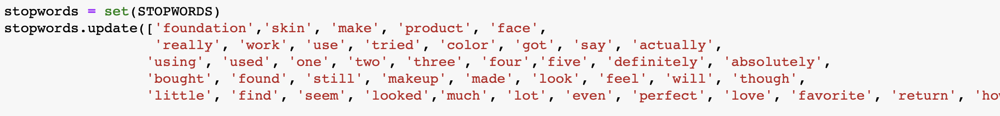 stopwords = set(STOPWORDS)
stopwords.update(['foundation','skin', 'make', 'product', 'face',
'really', 'work', 'use', 'tried', 'color', 'got', 'say', 'actually',
'using', 'used', 'one', 'two', 'three', 'four','five', 'definitely', 'absolutely',
'bought', 'found', 'still', 'makeup', 'made', 'look', 'feel', 'will', 'though',
'little', 'find', 'seem', 'looked','much', 'lot', 'even', 'perfect', 'love', 'favorite', 'return',